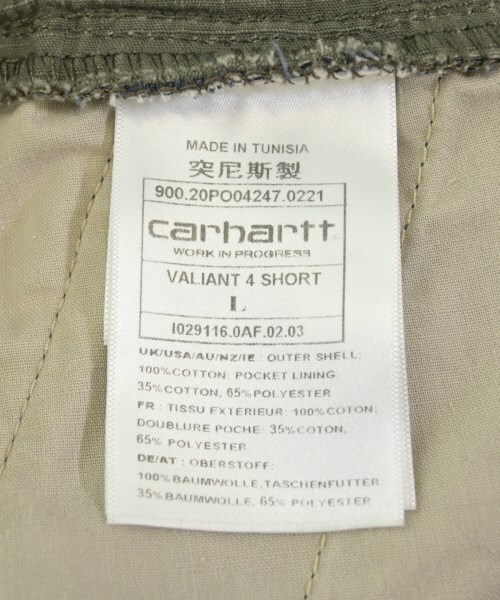 MADE IN TUNISIA
突尼斯製
900.20PO04247.0221
carhartt
WORK IN PROGRESS
VALIANT 4 SHORT
L
I029116.0AF.02.03
UK/USA/AU/NZ/IE : OUTER SHELL:
100%COTTON; POCKET LINING:
35%COTTON, 65%POLYESTER
FR : TISSU EXTERIEUR: 100%COTON;
DOUBLURE POCHE: 35%COTON,
65% POLYESTER
DE/AT : OBERSTOFF:
100%BAUMWOLLE,TASCHENFUTTER
35%BAUMWOLLE, 65% POLYESTER